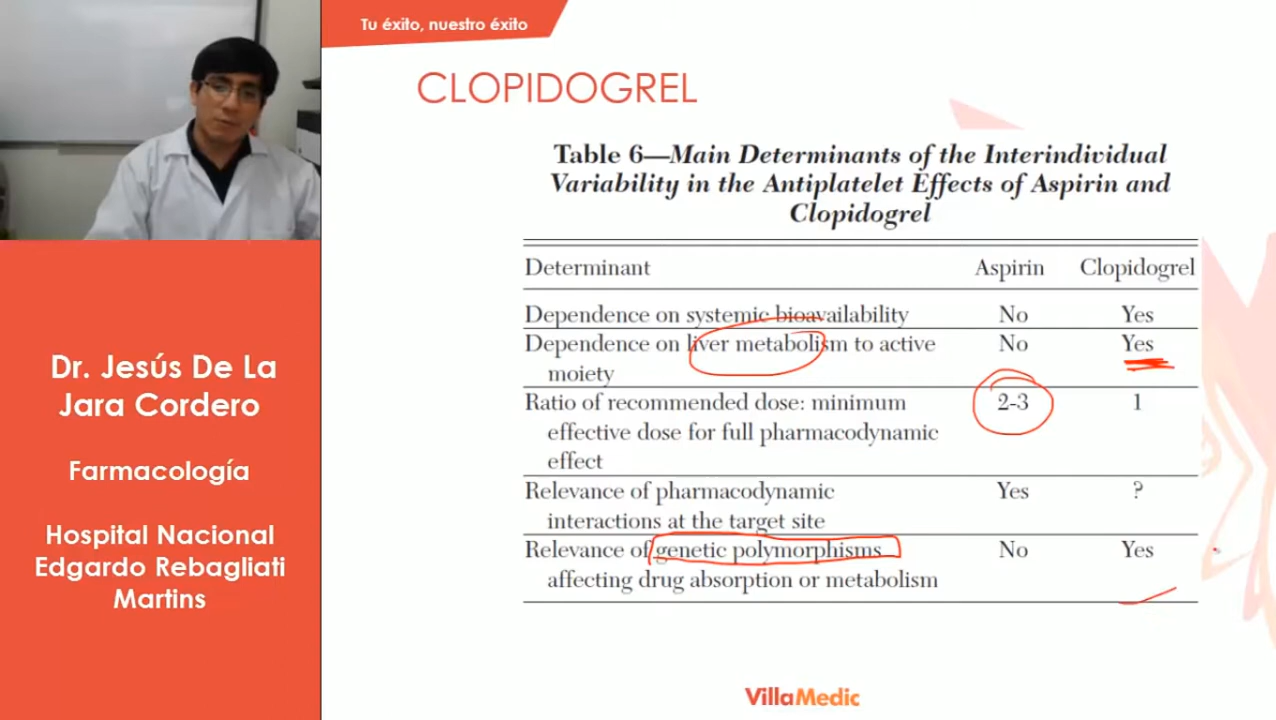 Tu éxito, nuestro éxito
CLOPIDOGREL
Table 6—Main Determinants of the Interindividual
Variability in the Antiplatelet Effects of Aspirin and
Clopidogrel
Determinant Aspirin Clopidogrel
Dependence on systemic bioavailability No Yes
Dependence on liver metabolism to active No Yes
moiety
Ratio of recommended dose: minimum 2-3 1
effective dose for full pharmacodynamic
effect
Relevance of pharmacodynamic Yes ?
interactions at the target site
Relevance of genetic polymorphisms No Yes
affecting drug absorption or metabolism
Dr. Jesús De La
Jara Cordero
Farmacología
Hospital Nacional
Edgardo Rebagliati
Martins
VillaMedic